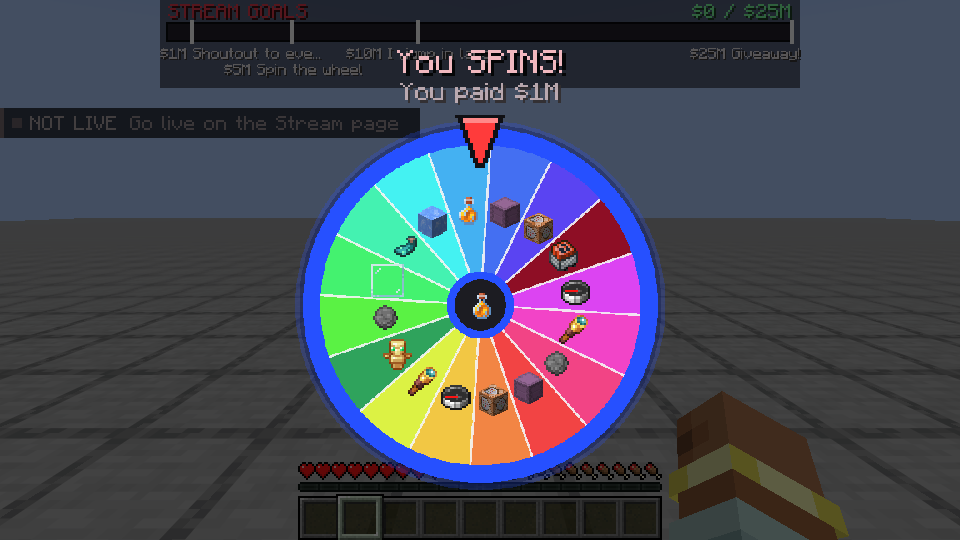 STREAM GOALS
$0 / $25M
$1M Shoutout to eve...
$10M I
$25M Giveaway!
$5M Spin the wheel
You SPINS!
You paid $1M
NOT LIVE Go live on the Stream page